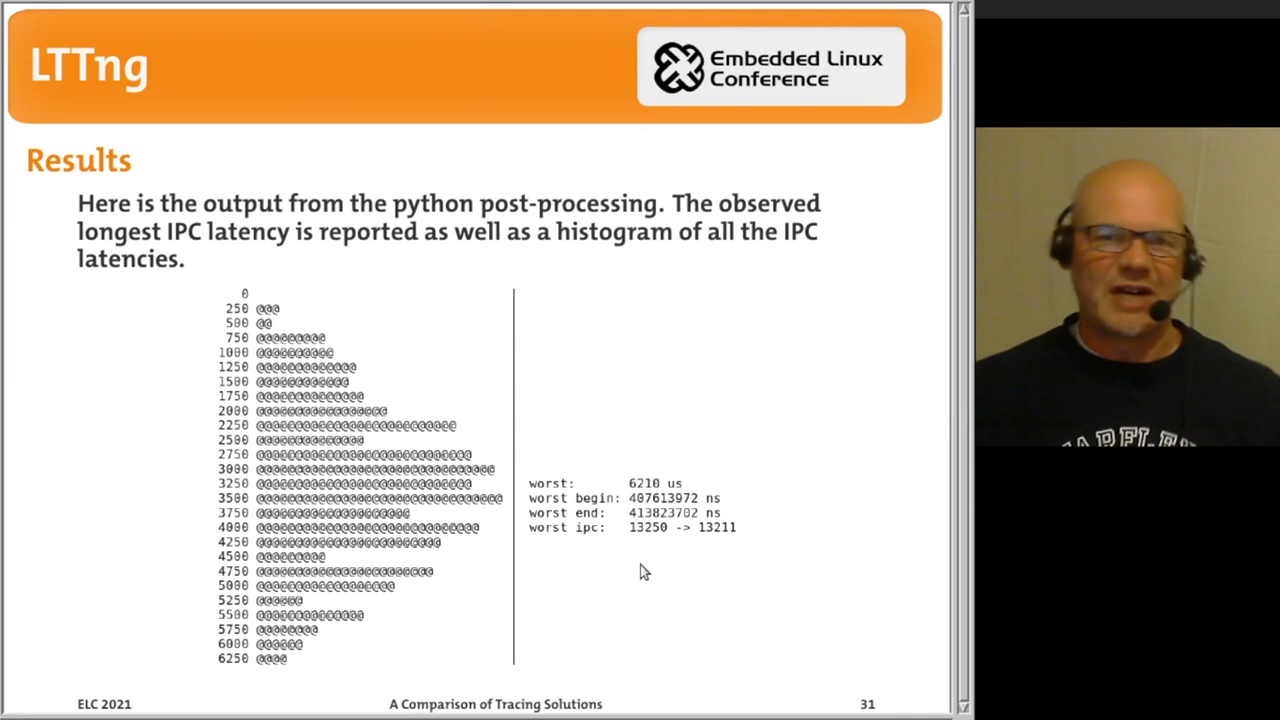 LTTng
Embedded Linux
Conference
Results
Here is the output from the python post-processing. The observed
longest IPC latency is reported as well as a histogram of all the IPC
latencies.
0
250 @@@
500 @@
750 @@@@@@@@@
1000 @@@@@@@@@@
1250 @@@@@@@@@@@@@
1500 @@@@@@@@@@@@
1750 @@@@@@@@@@@@@@
2000 @@@@@@@@@@@@@@@@@
2250 @@@@@@@@@@@@@@@@@@@@@@@@@@
2500 @@@@@@@@@@@@@@
2750 @@@@@@@@@@@@@@@@@@@@@@@@@@@@
3000 @@@@@@@@@@@@@@@@@@@@@@@@@@@@@@@
3250 @@@@@@@@@@@@@@@@@@@@@@@@@@@@
3500 @@@@@@@@@@@@@@@@@@@@@@@@@@@@@@@@
3750 @@@@@@@@@@@@@@@@@@@@
4000 @@@@@@@@@@@@@@@@@@@@@@@@@@@@@
4250 @@@@@@@@@@@@@@@@@@@@@@@@
4500 @@@@@@@@@
4750 @@@@@@@@@@@@@@@@@@@@@@@
5000 @@@@@@@@@@@@@@@@@@
5250 @@@@@@
5500 @@@@@@@@@@@@@@
5750 @@@@@@@@
6000 @@@@@@
6250 @@@@
worst: 6210 us
worst begin: 407613972 ns
worst end: 413823702 ns
worst ipc: 13250 -> 13211
ELC 2021
A Comparison of Tracing Solutions
31